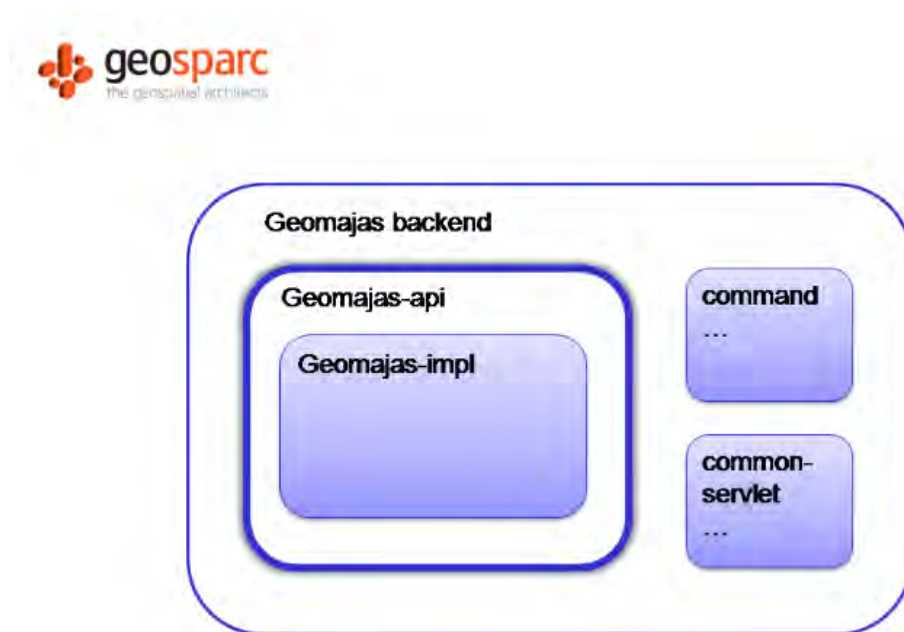 geosparc
the geospatial architects
Geomajas backend
Geomajas-api
Geomajas-impl
command
...
common-
servlet
...